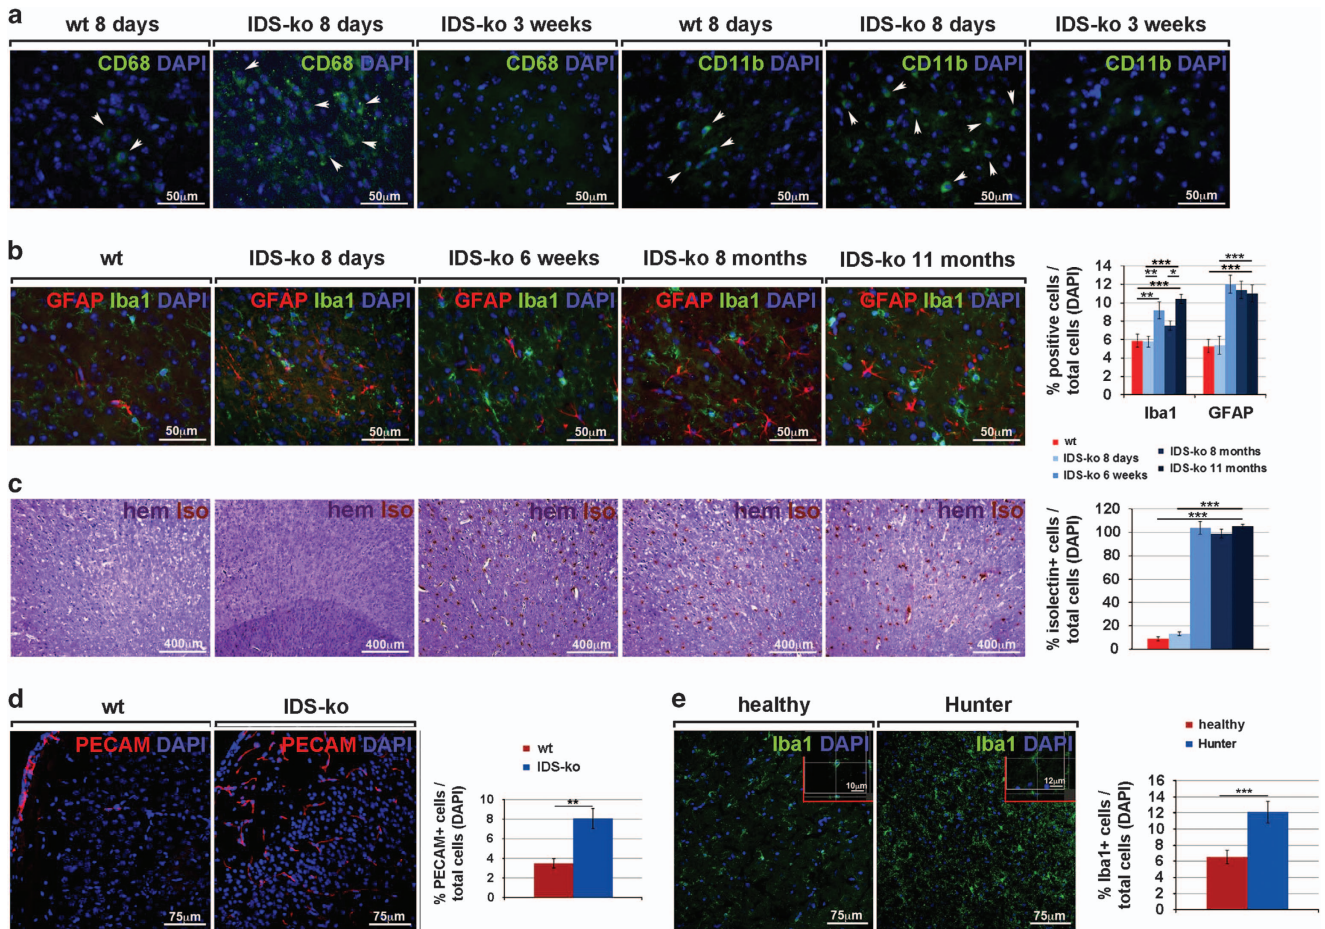 a
wt 8 days
IDS-ko 8 days
IDS-ko 3 weeks
wt 8 days
IDS-ko 8 days
IDS-ko 3 weeks
CD68 DAPI
CD68 DAPI
CD68 DAPI
CD11b DAPI
CD11b DAPI
CD11b DAPI
50μm
50μm
50μm
50μm
50μm
50μm
b
wt
IDS-ko 8 days
IDS-ko 6 weeks
IDS-ko 8 months
IDS-ko 11 months
GFAP Iba1 DAPI
GFAP Iba1 DAPI
GFAP Iba1 DAPI
GFAP Iba1 DAPI
GFAP Iba1 DAPI
50μm
50μm
50μm
50μm
50μm
% positive cells /
total cells (DAPI)
14
12
10
8
6
4
2
0
***
** *
***
**
***
***
Iba1
GFAP
wt
IDS-ko 8 days
IDS-ko 6 weeks
IDS-ko 8 months
IDS-ko 11 months
c
hem Iso
hem Iso
hem Iso
hem Iso
hem Iso
400μm
400μm
400μm
400μm
400μm
% isolectin+ cells /
total cells (DAPI)
120
100
80
60
40
20
0
***
***
d
wt
IDS-ko
PECAM DAPI
PECAM DAPI
75μm
75μm
wt
IDS-ko
% PECAM+ cells /
total cells (DAPI)
10
8
6
4
2
0
**
e
healthy
Hunter
Iba1 DAPI
Iba1 DAPI
10μm
12μm
75μm
75μm
healthy
Hunter
% Iba1+ cells /
total cells (DAPI)
16
14
12
10
8
6
4
2
0
***